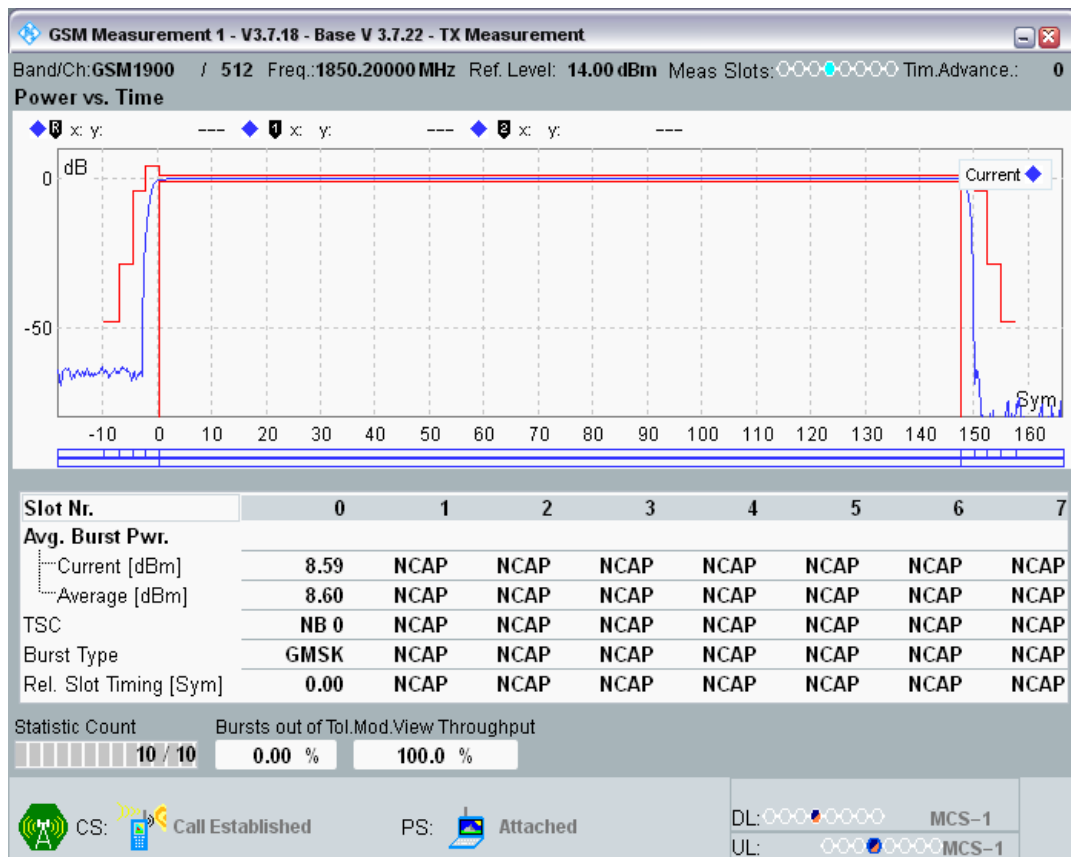 GSM Measurement 1 - V3.7.18 - Base V 3.7.22 - TX Measurement
Band/Ch:GSM1900 / 512 Freq.:1850.20000 MHz Ref. Level: 14.00 dBm Meas Slots: Tim.Advance.: 0
Power vs. Time
R x: y: --- 1 x: y: --- 2 x: y: ---
dB
0
Current
-50
Sym
-10 0 10 20 30 40 50 60 70 80 90 100 110 120 130 140 150 160
Slot Nr. 0 1 2 3 4 5 6 7
Avg. Burst Pwr.
Current [dBm] 8.59 NCAP NCAP NCAP NCAP NCAP NCAP NCAP
Average [dBm] 8.60 NCAP NCAP NCAP NCAP NCAP NCAP NCAP
TSC NB 0 NCAP NCAP NCAP NCAP NCAP NCAP NCAP
Burst Type GMSK NCAP NCAP NCAP NCAP NCAP NCAP NCAP
Rel. Slot Timing [Sym] 0.00 NCAP NCAP NCAP NCAP NCAP NCAP NCAP
Statistic Count Bursts out of Tol.Mod.View Throughput
10 / 10 0.00 % 100.0 %
CS: Call Established PS: Attached DL: MCS-1
UL: MCS-1